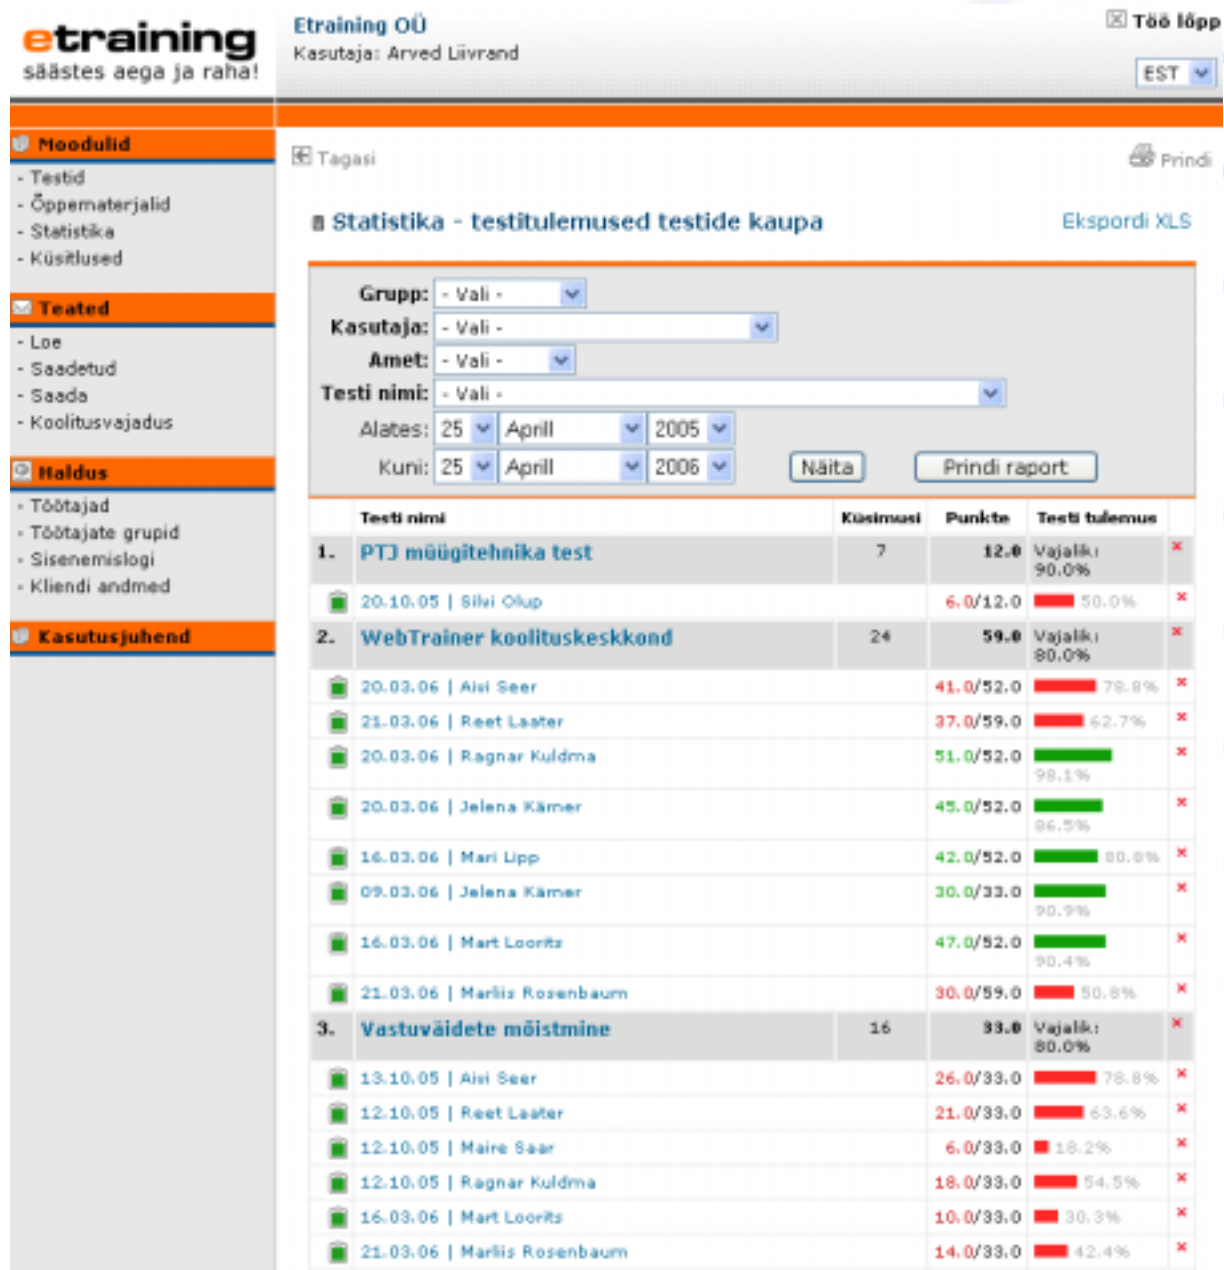 etraining
säästes aega ja raha!
Etraining OÜ
Kasutaja: Arved Liivrand
Töö lõpp
EST
Moodulid
- Testid
- Õppematerjalid
- Statistika
- Küsitlused
Teated
- Loe
- Saadetud
- Saada
- Koolitusvajadus
Haldus
- Töötajad
- Töötajate grupid
- Sisenemislogi
- Kliendi andmed
Kasutusjuhend
Tagasi
Prindi
Statistika - testitulemused testide kaupa
Ekspordi XLS
Grupp: - Vali -
Kasutaja: - Vali -
Amet: - Vali -
Testi nimi: - Vali -
Alates: 25 Aprill 2005
Kuni: 25 Aprill 2006 Näita Prindi raport
Testi nimi Küsimusi Punkte Testi tulemus
1. PTJ müügitehnika test 7 12.0 Vajalik: 90.0%
20.10.05 | Silvi Olup 6.0/12.0 50.0%
2. WebTrainer koolituskeskkond 24 59.0 Vajalik: 80.0%
20.03.06 | Aivi Seer 41.0/52.0 78.8%
21.03.06 | Reet Laater 37.0/59.0 62.7%
20.03.06 | Ragnar Kuldma 51.0/52.0 98.1%
20.03.06 | Jelena Kärner 45.0/52.0 86.5%
16.03.06 | Mari Lipp 42.0/52.0 80.8%
09.03.06 | Jelena Kärner 30.0/33.0 90.9%
16.03.06 | Mart Loorits 47.0/52.0 90.4%
21.03.06 | Marliis Rosenbaum 30.0/59.0 50.8%
3. Vastuväidete mõistmine 16 33.0 Vajalik: 80.0%
13.10.05 | Aivi Seer 26.0/33.0 78.8%
12.10.05 | Reet Laater 21.0/33.0 63.6%
12.10.05 | Maire Saar 6.0/33.0 18.2%
12.10.05 | Ragnar Kuldma 18.0/33.0 54.5%
16.03.06 | Mart Loorits 10.0/33.0 30.3%
21.03.06 | Marliis Rosenbaum 14.0/33.0 42.4%